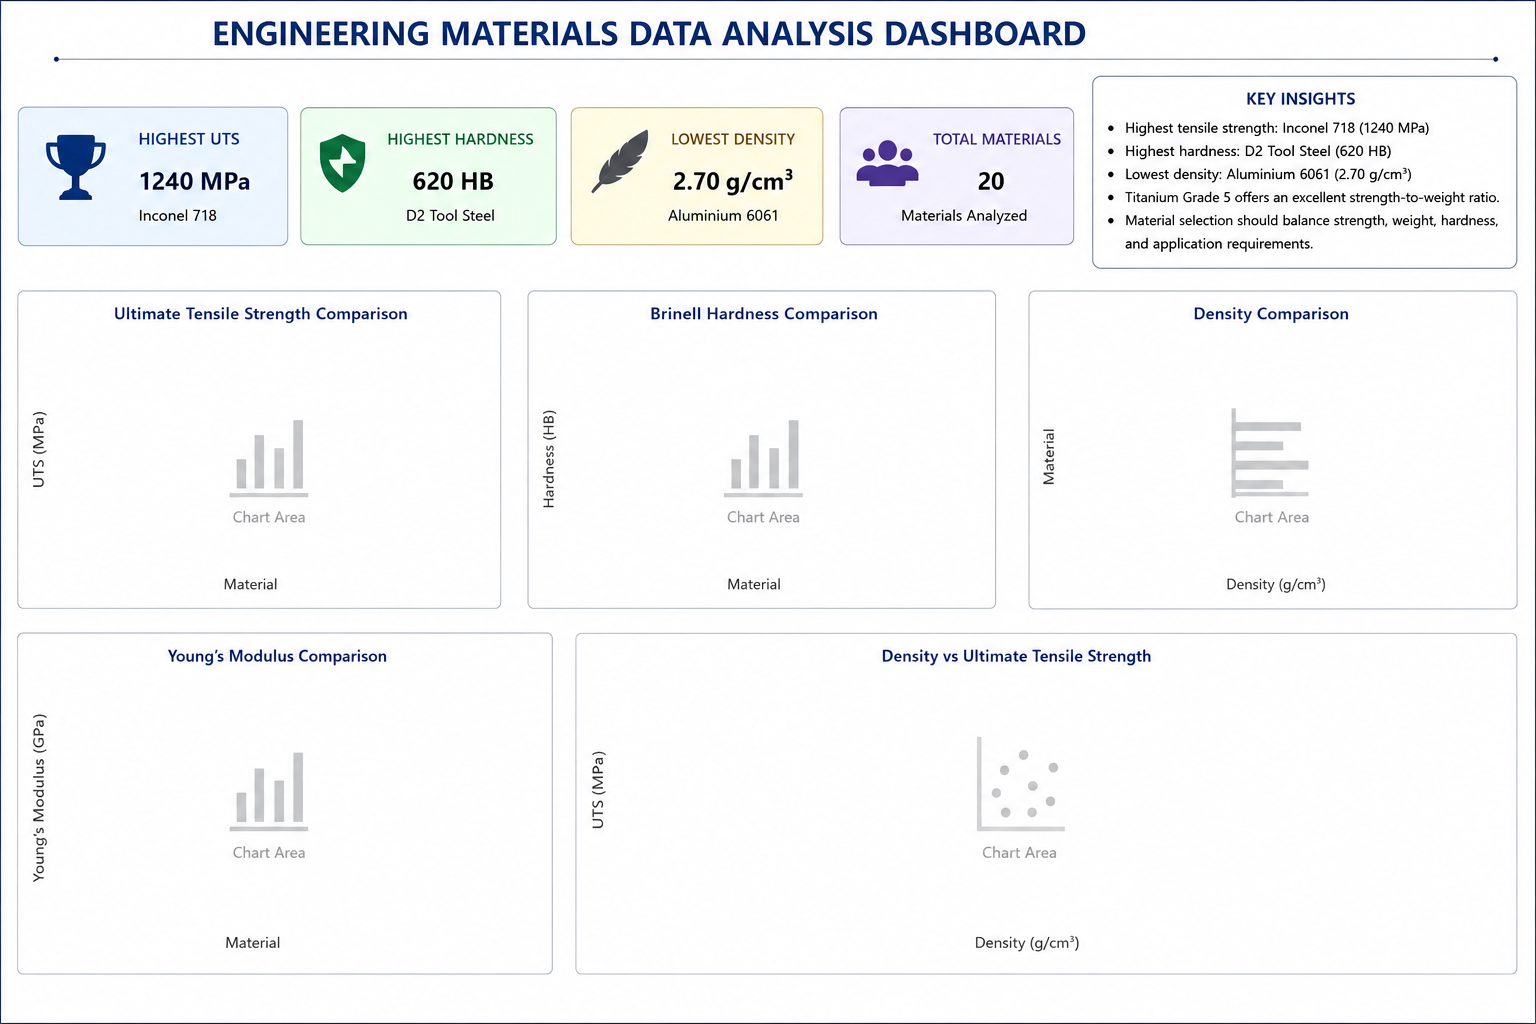 ENGINEERING MATERIALS DATA ANALYSIS DASHBOARD
HIGHEST UTS
1240 MPa
Inconel 718
HIGHEST HARDNESS
620 HB
D2 Tool Steel
LOWEST DENSITY
2.70 g/cm³
Aluminium 6061
TOTAL MATERIALS
20
Materials Analyzed
KEY INSIGHTS
• Highest tensile strength: Inconel 718 (1240 MPa)
• Highest hardness: D2 Tool Steel (620 HB)
• Lowest density: Aluminium 6061 (2.70 g/cm³)
• Titanium Grade 5 offers an excellent strength-to-weight ratio.
• Material selection should balance strength, weight, hardness,
and application requirements.
Ultimate Tensile Strength Comparison
UTS (MPa)
Chart Area
Material
Brinell Hardness Comparison
Hardness (HB)
Chart Area
Material
Density Comparison
Material
Chart Area
Density (g/cm³)
Young's Modulus Comparison
Young's Modulus (GPa)
Chart Area
Material
Density vs Ultimate Tensile Strength
UTS (MPa)
Chart Area
Density (g/cm³)